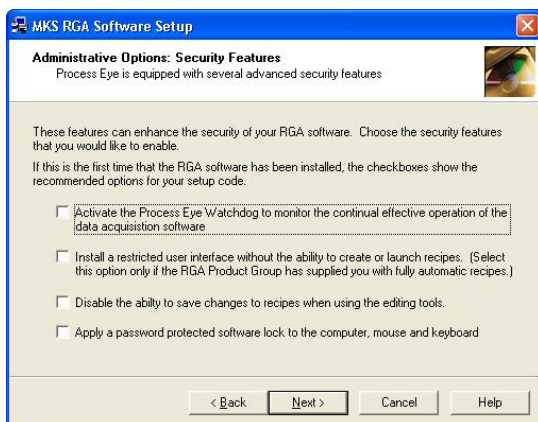 MKS RGA Software Setup
Administrative Options: Security Features
Process Eye is equipped with several advanced security features
These features can enhance the security of your RGA software. Choose the security features
that you would like to enable.
If this is the first time that the RGA software has been installed, the checkboxes show the
recommended options for your setup code.
Activate the Process Eye Watchdog to monitor the continual effective operation of the
data acquisistion software
Install a restricted user interface without the ability to create or launch recipes. (Select
this option only if the RGA Product Group has supplied you with fully automatic recipes.)
Disable the abilty to save changes to recipes when using the editing tools.
Apply a password protected software lock to the computer, mouse and keyboard
< Back Next > Cancel Help